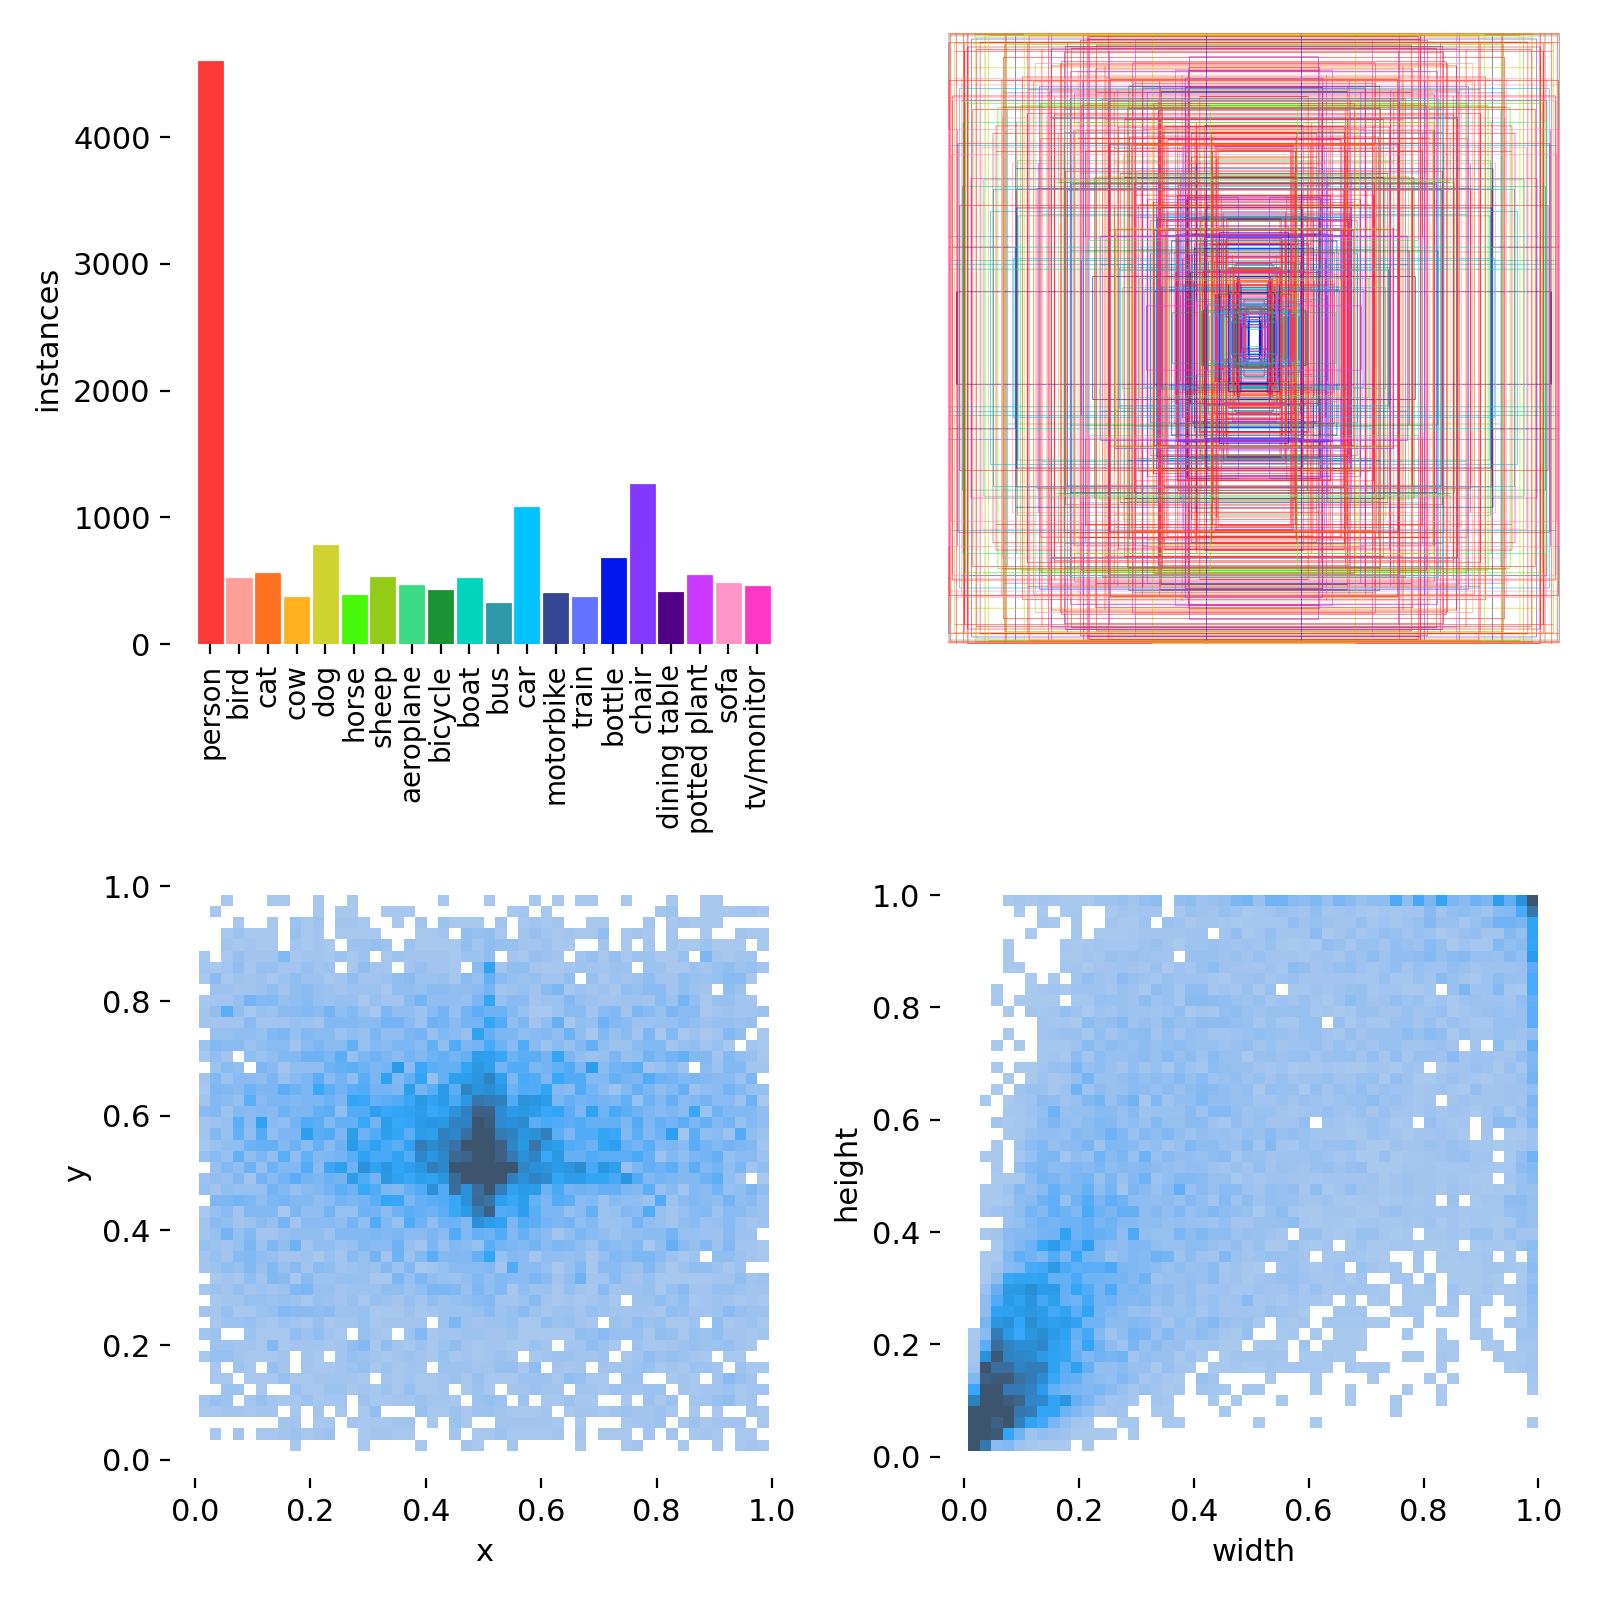 instances
4000
3000
2000
1000
0
person
bird
cat
cow
dog
horse
sheep
aeroplane
bicycle
boat
bus
car
motorbike
train
bottle
chair
dining table
potted plant
sofa
tv/monitor
y
1.0
0.8
0.6
0.4
0.2
0.0
0.0 0.2 0.4 0.6 0.8 1.0
x
height
1.0
0.8
0.6
0.4
0.2
0.0
0.0 0.2 0.4 0.6 0.8 1.0
width